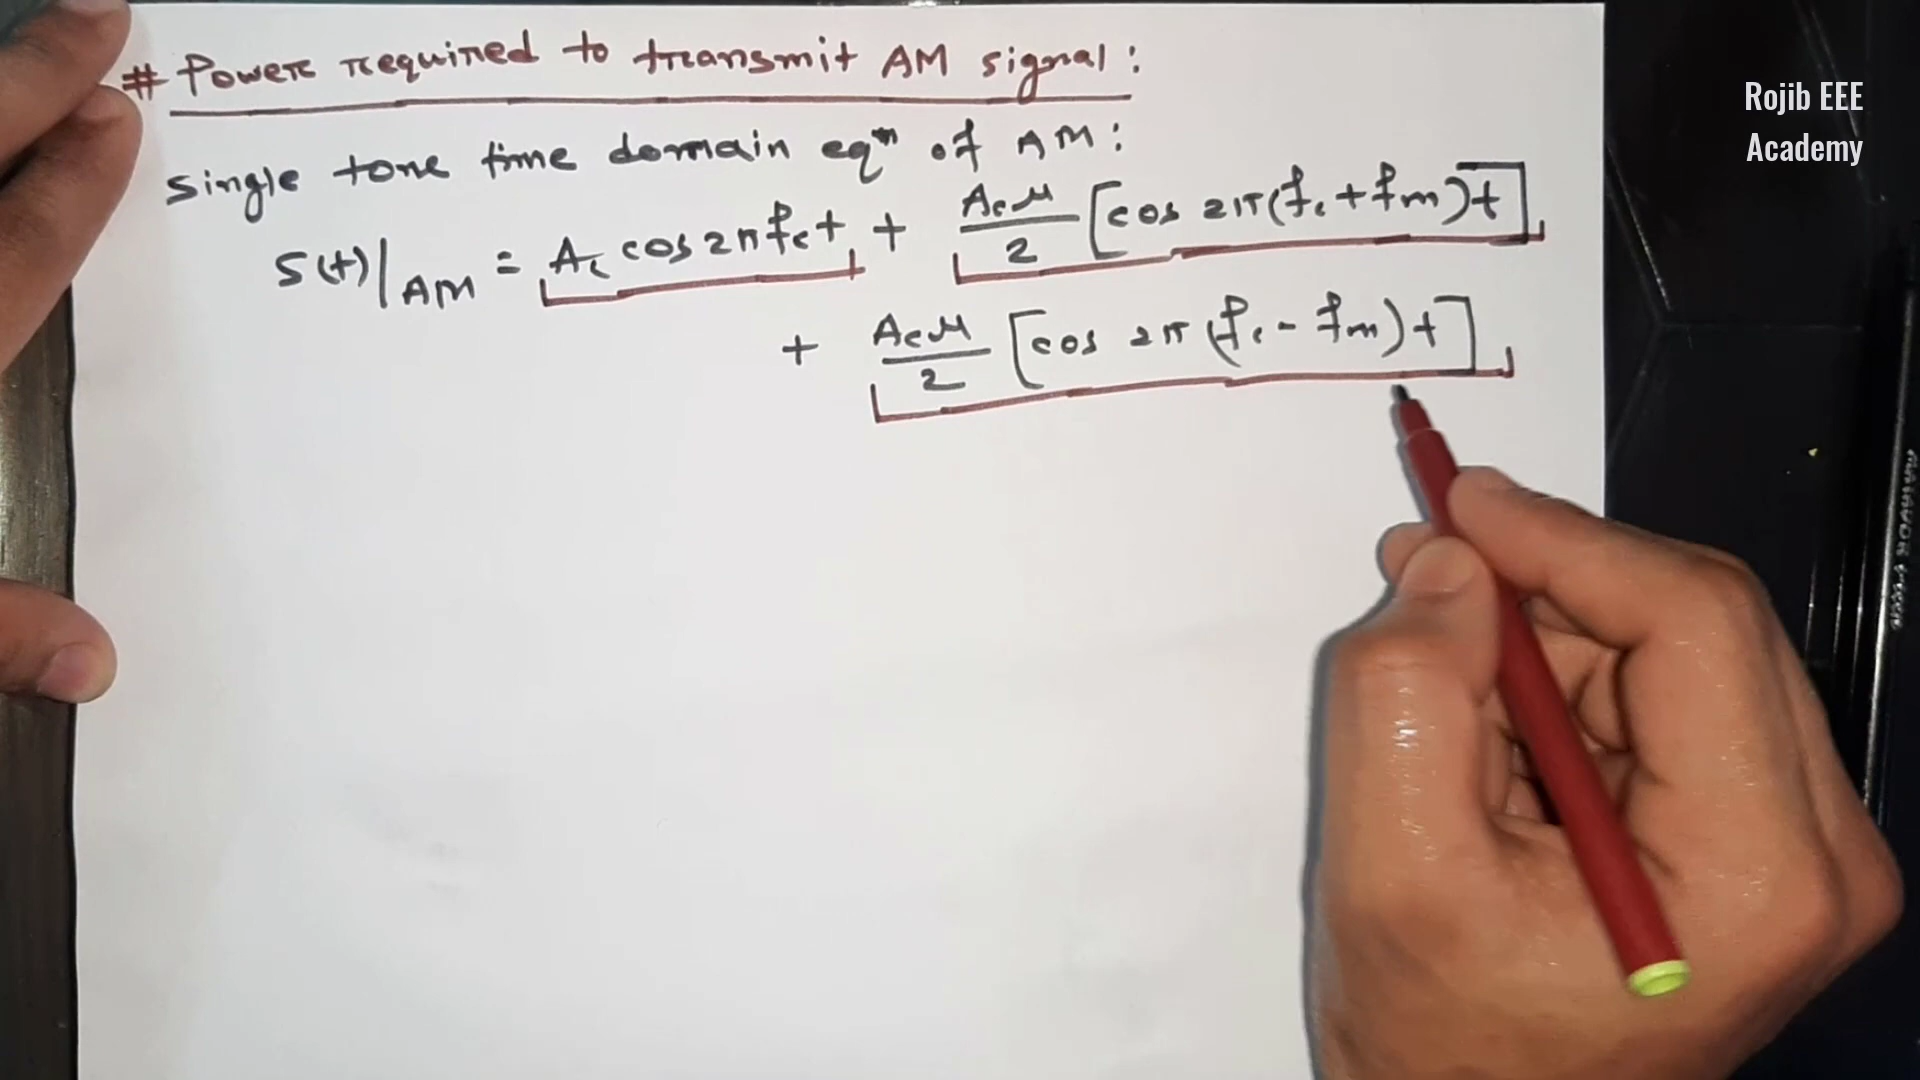 # Power required to transmit AM signal:
Rojib EEE
Academy
single tone time domain eqⁿ of AM:
S(t)|AM = Ac cos 2πfct + Acμ/2 [cos 2π(fc+fm)t]
+ Acμ/2 [cos 2π(fc-fm)t]